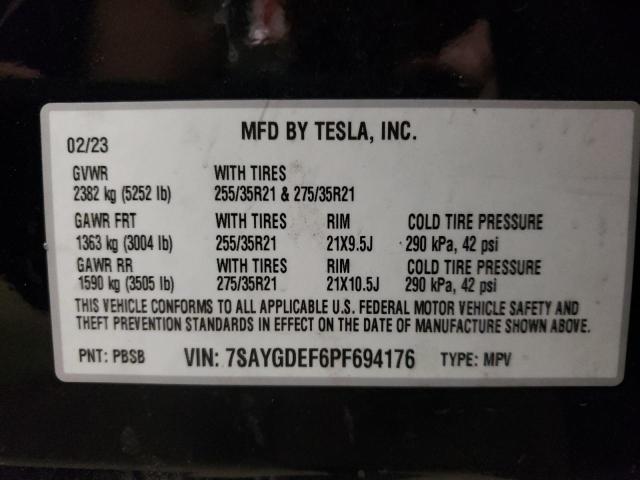 MFD BY TESLA, INC.
02/23
GVWR WITH TIRES
2382 kg (5252 lb) 255/35R21 & 275/35R21
GAWR FRT WITH TIRES RIM COLD TIRE PRESSURE
1363 kg (3004 lb) 255/35R21 21X9.5J 290 kPa, 42 psi
GAWR RR WITH TIRES RIM COLD TIRE PRESSURE
1590 kg (3505 lb) 275/35R21 21X10.5J 290 kPa, 42 psi
THIS VEHICLE CONFORMS TO ALL APPLICABLE U.S. FEDERAL MOTOR VEHICLE SAFETY AND
THEFT PREVENTION STANDARDS IN EFFECT ON THE DATE OF MANUFACTURE SHOWN ABOVE.
PNT: PBSB VIN: 7SAYGDEF6PF694176 TYPE: MPV